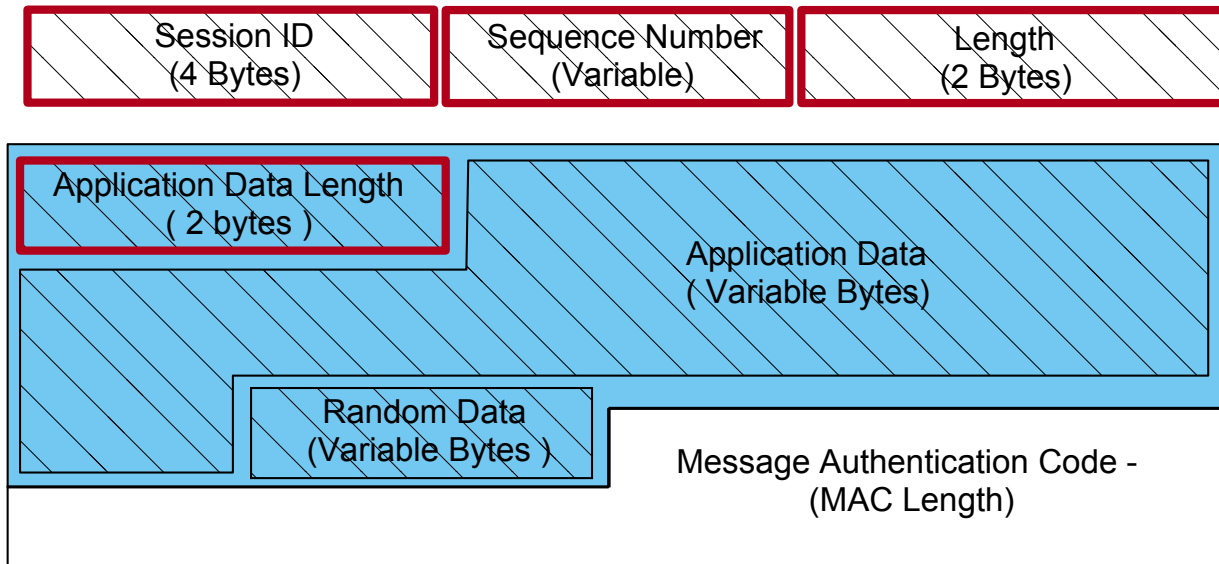 Session ID
(4 Bytes)
Sequence Number
(Variable)
Length
(2 Bytes)
Application Data Length
( 2 bytes )
Application Data
( Variable Bytes)
Random Data
(Variable Bytes )
Message Authentication Code -
(MAC Length)